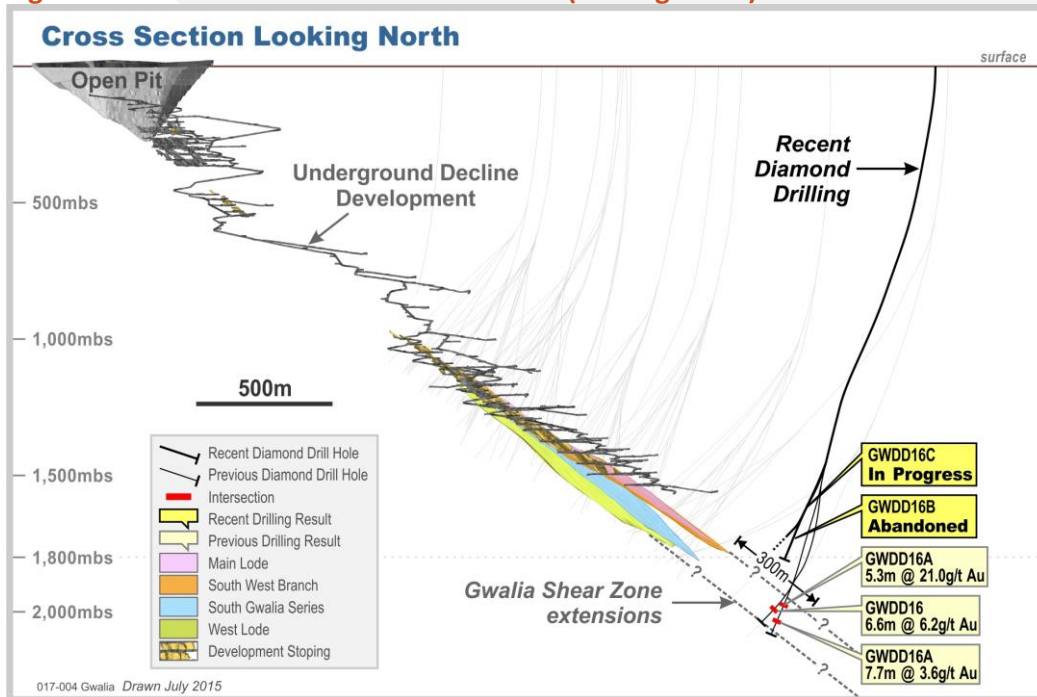 Cross Section Looking North
surface
Open Pit
Recent
Diamond
Drilling
Underground Decline
Development
500mbs
1,000mbs
500m
1,500mbs
1,800mbs
2,000mbs
Recent Diamond Drill Hole
Previous Diamond Drill Hole
Intersection
Recent Drilling Result
Previous Drilling Result
Main Lode
South West Branch
South Gwalia Series
West Lode
Development Stoping
GWDD16C
In Progress
GWDD16B
Abandoned
300m
GWDD16A
5.3m @ 21.0g/t Au
GWDD16
6.6m @ 6.2g/t Au
GWDD16A
7.7m @ 3.6g/t Au
Gwalia Shear Zone
extensions
?
?
?
?
?
017-004 Gwalia Drawn July 2015